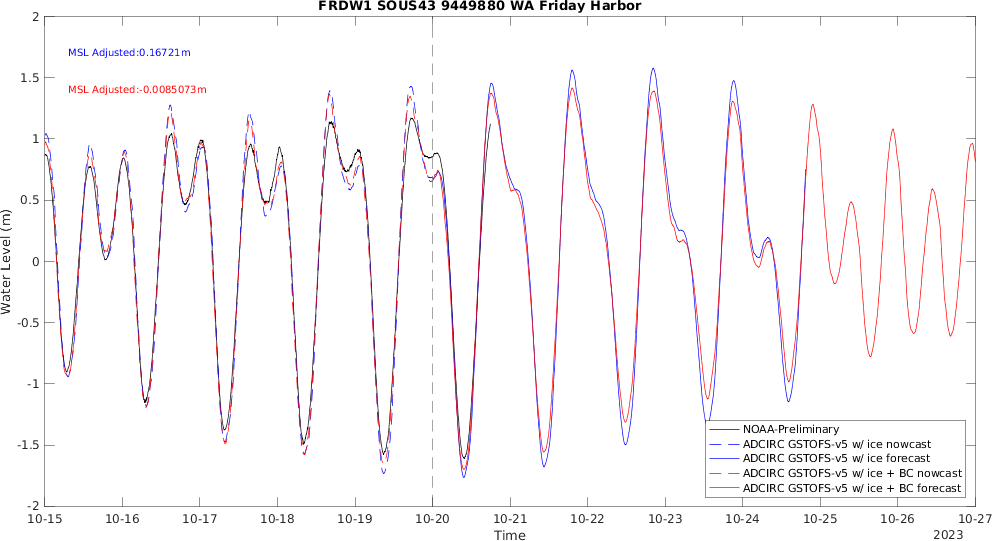 FRDW1 SOUS43 9449880 WA Friday Harbor
MSL Adjusted:0.16721m
MSL Adjusted:-0.0085073m
Water Level (m)
2
1.5
1
0.5
0
-0.5
-1
-1.5
-2
NOAA-Preliminary
ADCIRC GSTOFS-v5 w/ ice nowcast
ADCIRC GSTOFS-v5 w/ ice forecast
ADCIRC GSTOFS-v5 w/ ice + BC nowcast
ADCIRC GSTOFS-v5 w/ ice + BC forecast
10-15 10-16 10-17 10-18 10-19 10-20 10-21 10-22 10-23 10-24 10-25 10-26 10-27
Time
2023